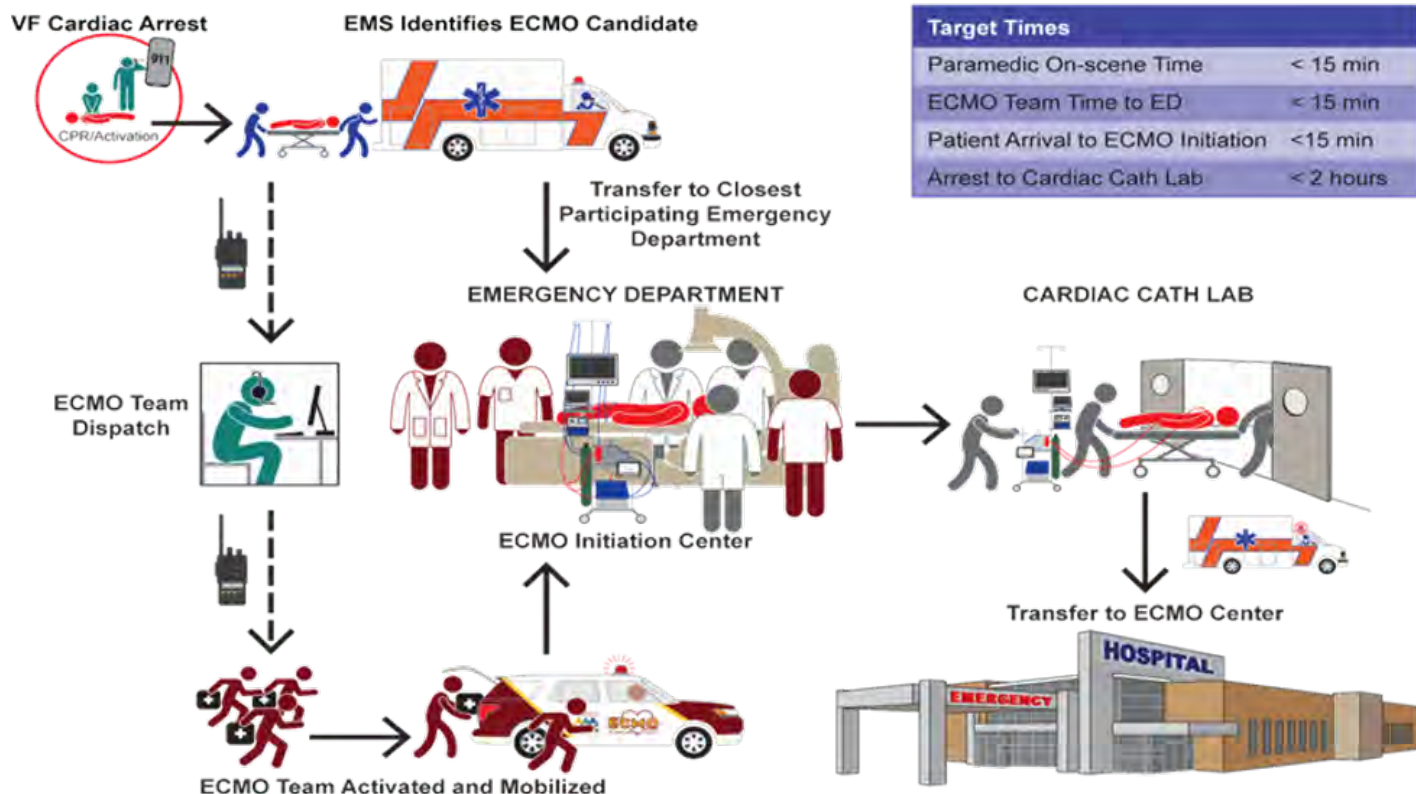 VF Cardiac Arrest
911
CPR/Activation
EMS Identifies ECMO Candidate
Target Times
Paramedic On-scene Time < 15 min
ECMO Team Time to ED < 15 min
Patient Arrival to ECMO Initiation <15 min
Arrest to Cardiac Cath Lab < 2 hours
Transfer to Closest
Participating Emergency
Department
EMERGENCY DEPARTMENT
CARDIAC CATH LAB
ECMO Team
Dispatch
ECMO Initiation Center
Transfer to ECMO Center
HOSPITAL
EMERGENCY
ECMO
ECMO Team Activated and Mobilized